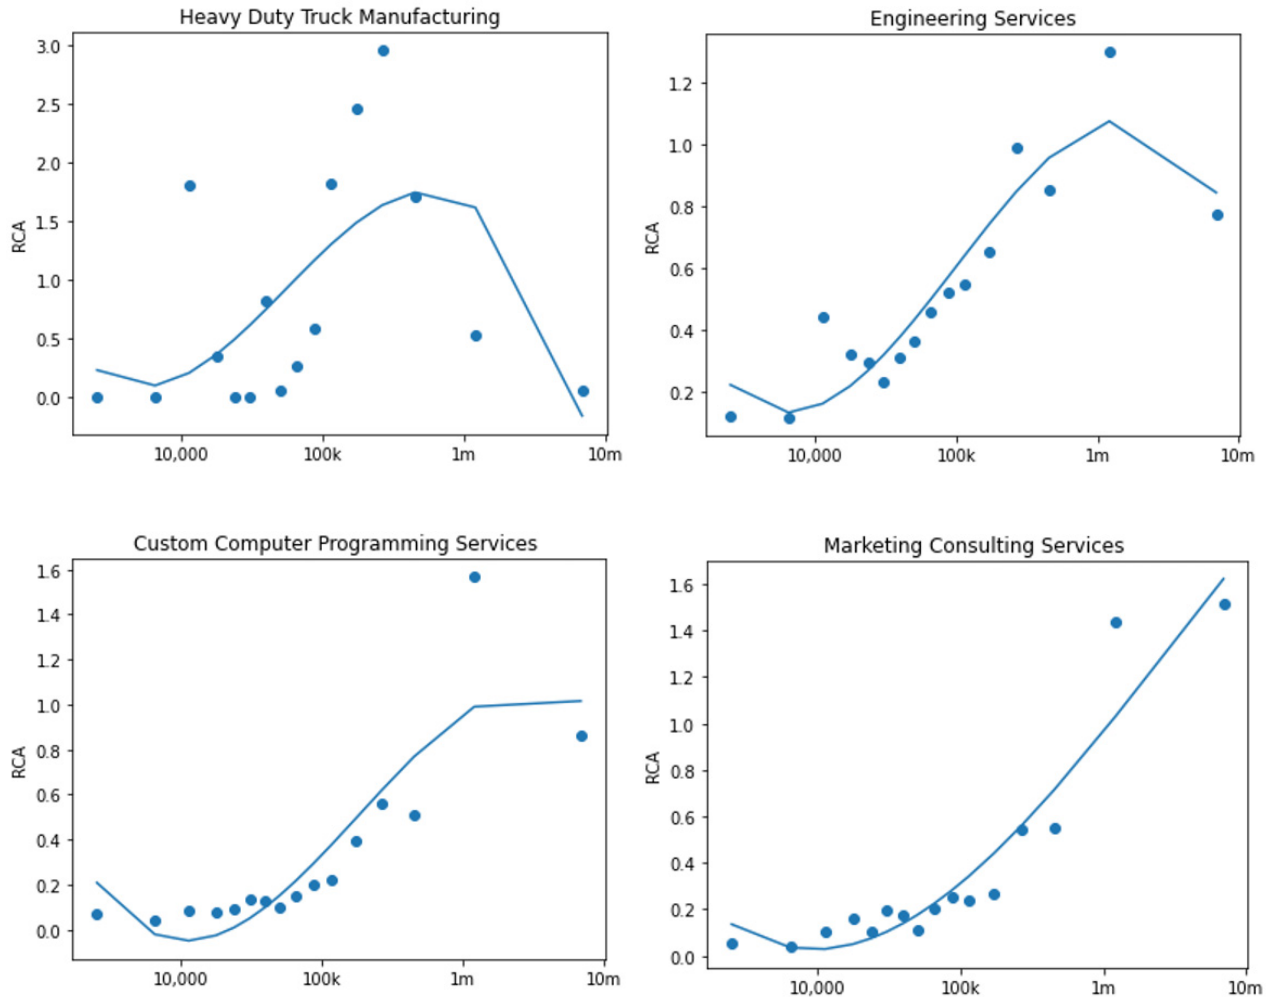 Heavy Duty Truck Manufacturing
3.0
2.5
2.0
1.5
1.0
0.5
0.0
RCA
10,000 100k 1m 10m
Engineering Services
1.2
1.0
0.8
0.6
0.4
0.2
RCA
10,000 100k 1m 10m
Custom Computer Programming Services
1.6
1.4
1.2
1.0
0.8
0.6
0.4
0.2
0.0
RCA
10,000 100k 1m 10m
Marketing Consulting Services
1.6
1.4
1.2
1.0
0.8
0.6
0.4
0.2
0.0
RCA
10,000 100k 1m 10m